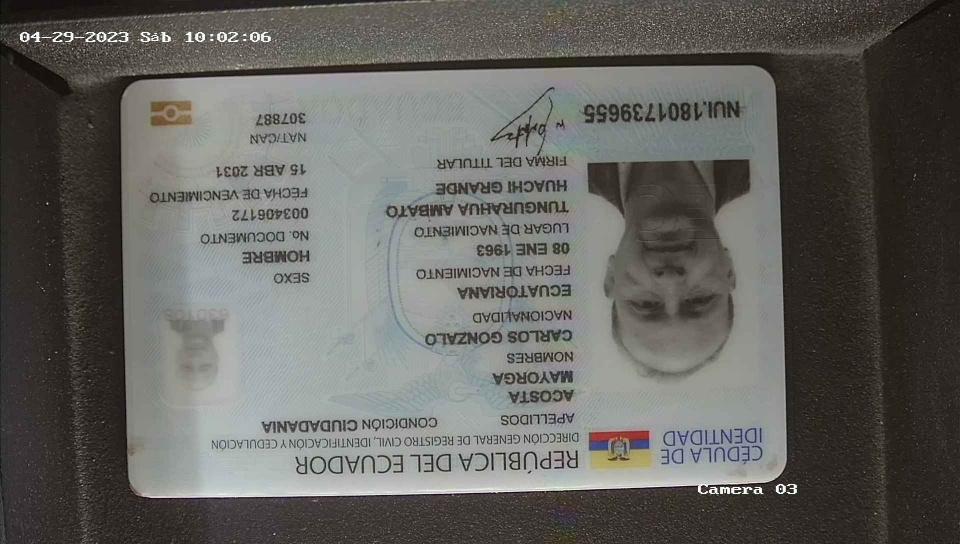 04-29-2023 Sáb 10:02:06
CÉDULA DE
IDENTIDAD
REPÚBLICA DEL ECUADOR
DIRECCIÓN GENERAL DE REGISTRO CIVIL, IDENTIFICACIÓN Y CEDULACIÓN
APELLIDOS
CONDICIÓN CIUDADANIA
ACOSTA
MAYORGA
NOMBRES
CARLOS GONZALO
NACIONALIDAD
ECUATORIANA
FECHA DE NACIMIENTO
08 ENE 1963
LUGAR DE NACIMIENTO
TUNGURAHUA AMBATO
HUACHI GRANDE
FIRMA DEL TITULAR
SEXO
HOMBRE
No. DOCUMENTO
003406172
FECHA DE VENCIMIENTO
15 ABR 2031
NAT/CAN
307887
NUI.1801739655
Camera 03